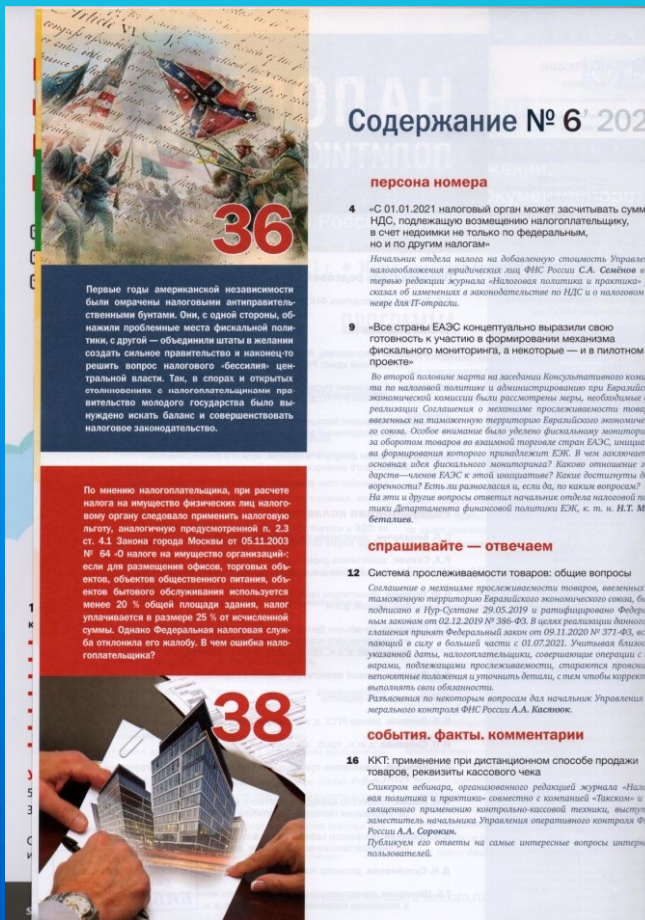 36
Первые годы американской независимости
были омрачены налоговыми антиправитель-
ственными бунтами. Они, с одной стороны, об-
нажили проблемные места фискальной поли-
тики, с другой — объединили штаты в желании
создать сильное правительство и наконец-то
решить вопрос налогового «бессилия» цен-
тральной власти. Так, в спорах и открытых
столкновениях с налогоплательщиками пра-
вительство молодого государства было вы-
нуждено искать баланс и совершенствовать
налоговое законодательство.
По мнению налогоплательщика, при расчете
налога на имущество физических лиц налого-
вому органу следовало применить налоговую
льготу, аналогичную предусмотренной п. 2.3
ст. 4.1 Закона города Москвы от 05.11.2003
№ 64 «О налоге на имущество организаций»:
если для размещения офисов, торговых объ-
ектов, объектов общественного питания, объ-
ектов бытового обслуживания используется
менее 20 % общей площади здания, налог
уплачивается в размере 25 % от исчисленной
суммы. Однако Федеральная налоговая служ-
ба отклонила его жалобу. В чем ошибка нало-
гоплательщика?
38
Содержание № 6' 202
персона номера
4 «С 01.01.2021 налоговый орган может засчитывать сумм
НДС, подлежащую возмещению налогоплательщику,
в счет недоимки не только по федеральным,
но и по другим налогам»
Начальник отдела налога на добавленную стоимость Управле
налогообложения юридических лиц ФНС России С.А. Семёнов в
тервью редакции журнала «Налоговая политика и практика»
сказал об изменениях в законодательстве по НДС и о налоговом
невре для IT-отрасли.
9 «Все страны ЕАЭС концептуально выразили свою
готовность к участию в формировании механизма
фискального мониторинга, а некоторые — и в пилотном
проекте»
Во второй половине марта на заседании Консультативного коми
та по налоговой политике и администрированию при Евразийс
экономической комиссии были рассмотрены меры, необходимые
реализации Соглашения о механизме прослеживаемости товар
ввезенных на таможенную территорию Евразийского экономиче
го союза. Особое внимание было уделено фискальному монитори
за оборотом товаров во взаимной торговле стран ЕАЭС, инициа
ва формирования которого принадлежит ЕЭК. В чем заключает
основная идея фискального мониторинга? Каково отношение г
дарств—членов ЕАЭС к этой инициативе? Какие достигнуты д
воренности? Есть ли разногласия и, если да, по каким вопросам?
На эти и другие вопросы ответил начальник отдела налоговой по
тики Департамента финансовой политики ЕЭК, к. т. н. Н.Т. М
беталиев.
спрашивайте — отвечаем
12 Система прослеживаемости товаров: общие вопросы
Соглашение о механизме прослеживаемости товаров, ввезенных
таможенную территорию Евразийского экономического союза, бы
подписано в Нур-Султане 29.05.2019 и ратифицировано Федера
ным законом от 02.12.2019 № 386-ФЗ. В целях реализации данного
глашения принят Федеральный закон от 09.11.2020 № 371-ФЗ, вс
пающий в силу в большей части с 01.07.2021. Учитывая близос
указанной даты, налогоплательщики, совершающие операции с
варами, подлежащими прослеживаемости, стараются проясни
непонятные положения и уточнить детали, с тем чтобы коррект
выполнять свои обязанности.
Разъяснения по некоторым вопросам дал начальник Управления
мерального контроля ФНС России А.А. Касянюк.
события. факты. комментарии
16 ККТ: применение при дистанционном способе продажи
товаров, реквизиты кассового чека
Спикером вебинара, организованного редакцией журнала «Нало
вая политика и практика» совместно с компанией «Такском» и
священного применению контрольно-кассовой техники, выступ
заместитель начальника Управления оперативного контроля Ф
России А.А. Сорокин.
Публикуем его ответы на самые интересные вопросы интерн
пользователей.